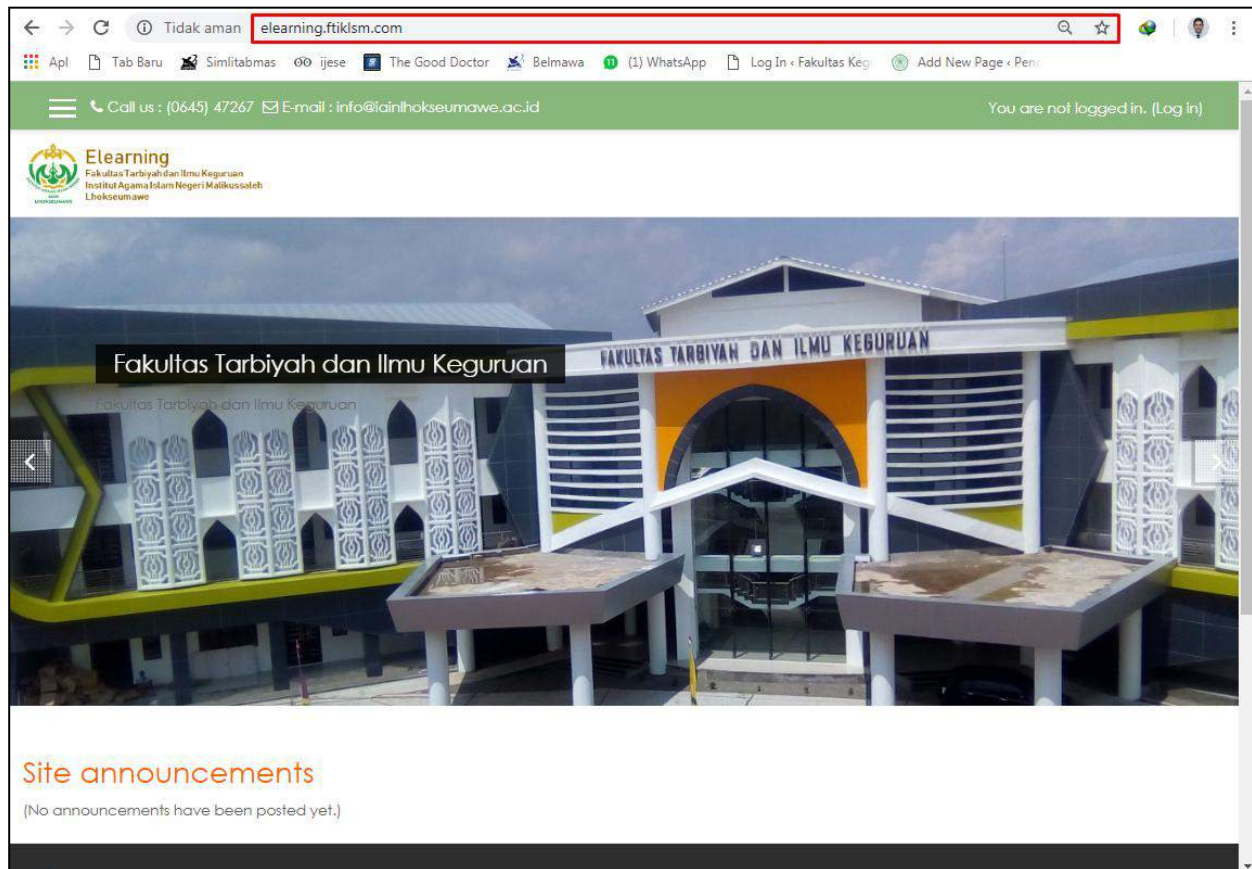 Tidak aman elearning.ftiklsm.com
Apl Tab Baru Simlitabmas ijese The Good Doctor Belmawa (1) WhatsApp Log In ‹ Fakultas Keg Add New Page ‹ Pen
Call us : (0645) 47267 E-mail : info@iainlhokseumawe.ac.id You are not logged in. (Log in)
Elearning
Fakultas Tarbiyah dan Ilmu Keguruan
Institut Agama Islam Negeri Malikussaleh
Lhokseumawe
FAKULTAS TARBIYAH DAN ILMU KEGURUAN
Fakultas Tarbiyah dan Ilmu Keguruan
Fakultas Tarbiyah dan Ilmu Keguruan
Site announcements
(No announcements have been posted yet.)